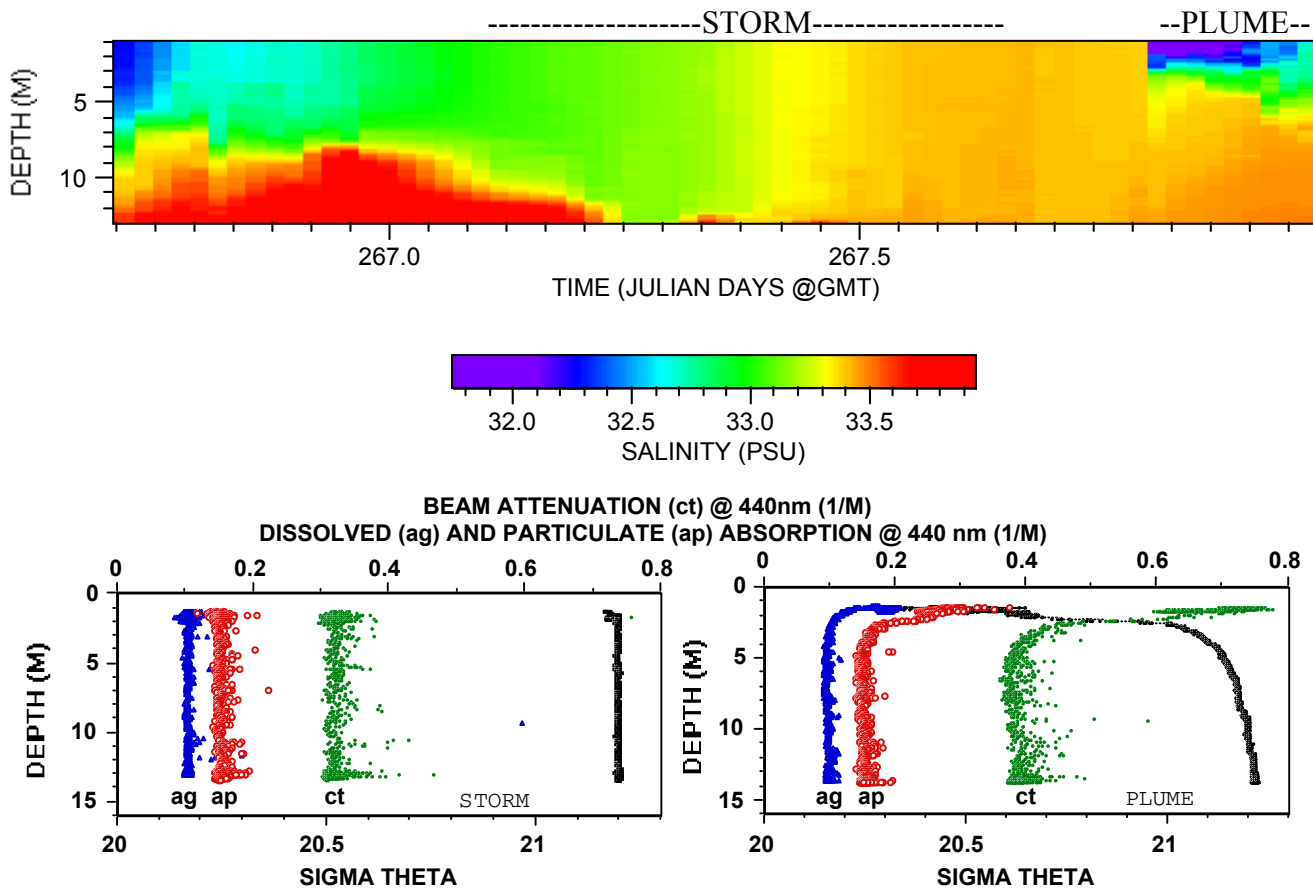 --------------------STORM------------------ --PLUME--
DEPTH (M)
5
10
267.0 267.5
TIME (JULIAN DAYS @GMT)
32.0 32.5 33.0 33.5
SALINITY (PSU)
BEAM ATTENUATION (ct) @ 440nm (1/M)
DISSOLVED (ag) AND PARTICULATE (ap) ABSORPTION @ 440 nm (1/M)
0 0.2 0.4 0.6 0.8
0
5
10
15
DEPTH (M)
ag ap ct STORM
20 20.5 21
SIGMA THETA
0 0.2 0.4 0.6 0.8
0
5
10
15
DEPTH (M)
ag ap ct PLUME
20 20.5 21
SIGMA THETA